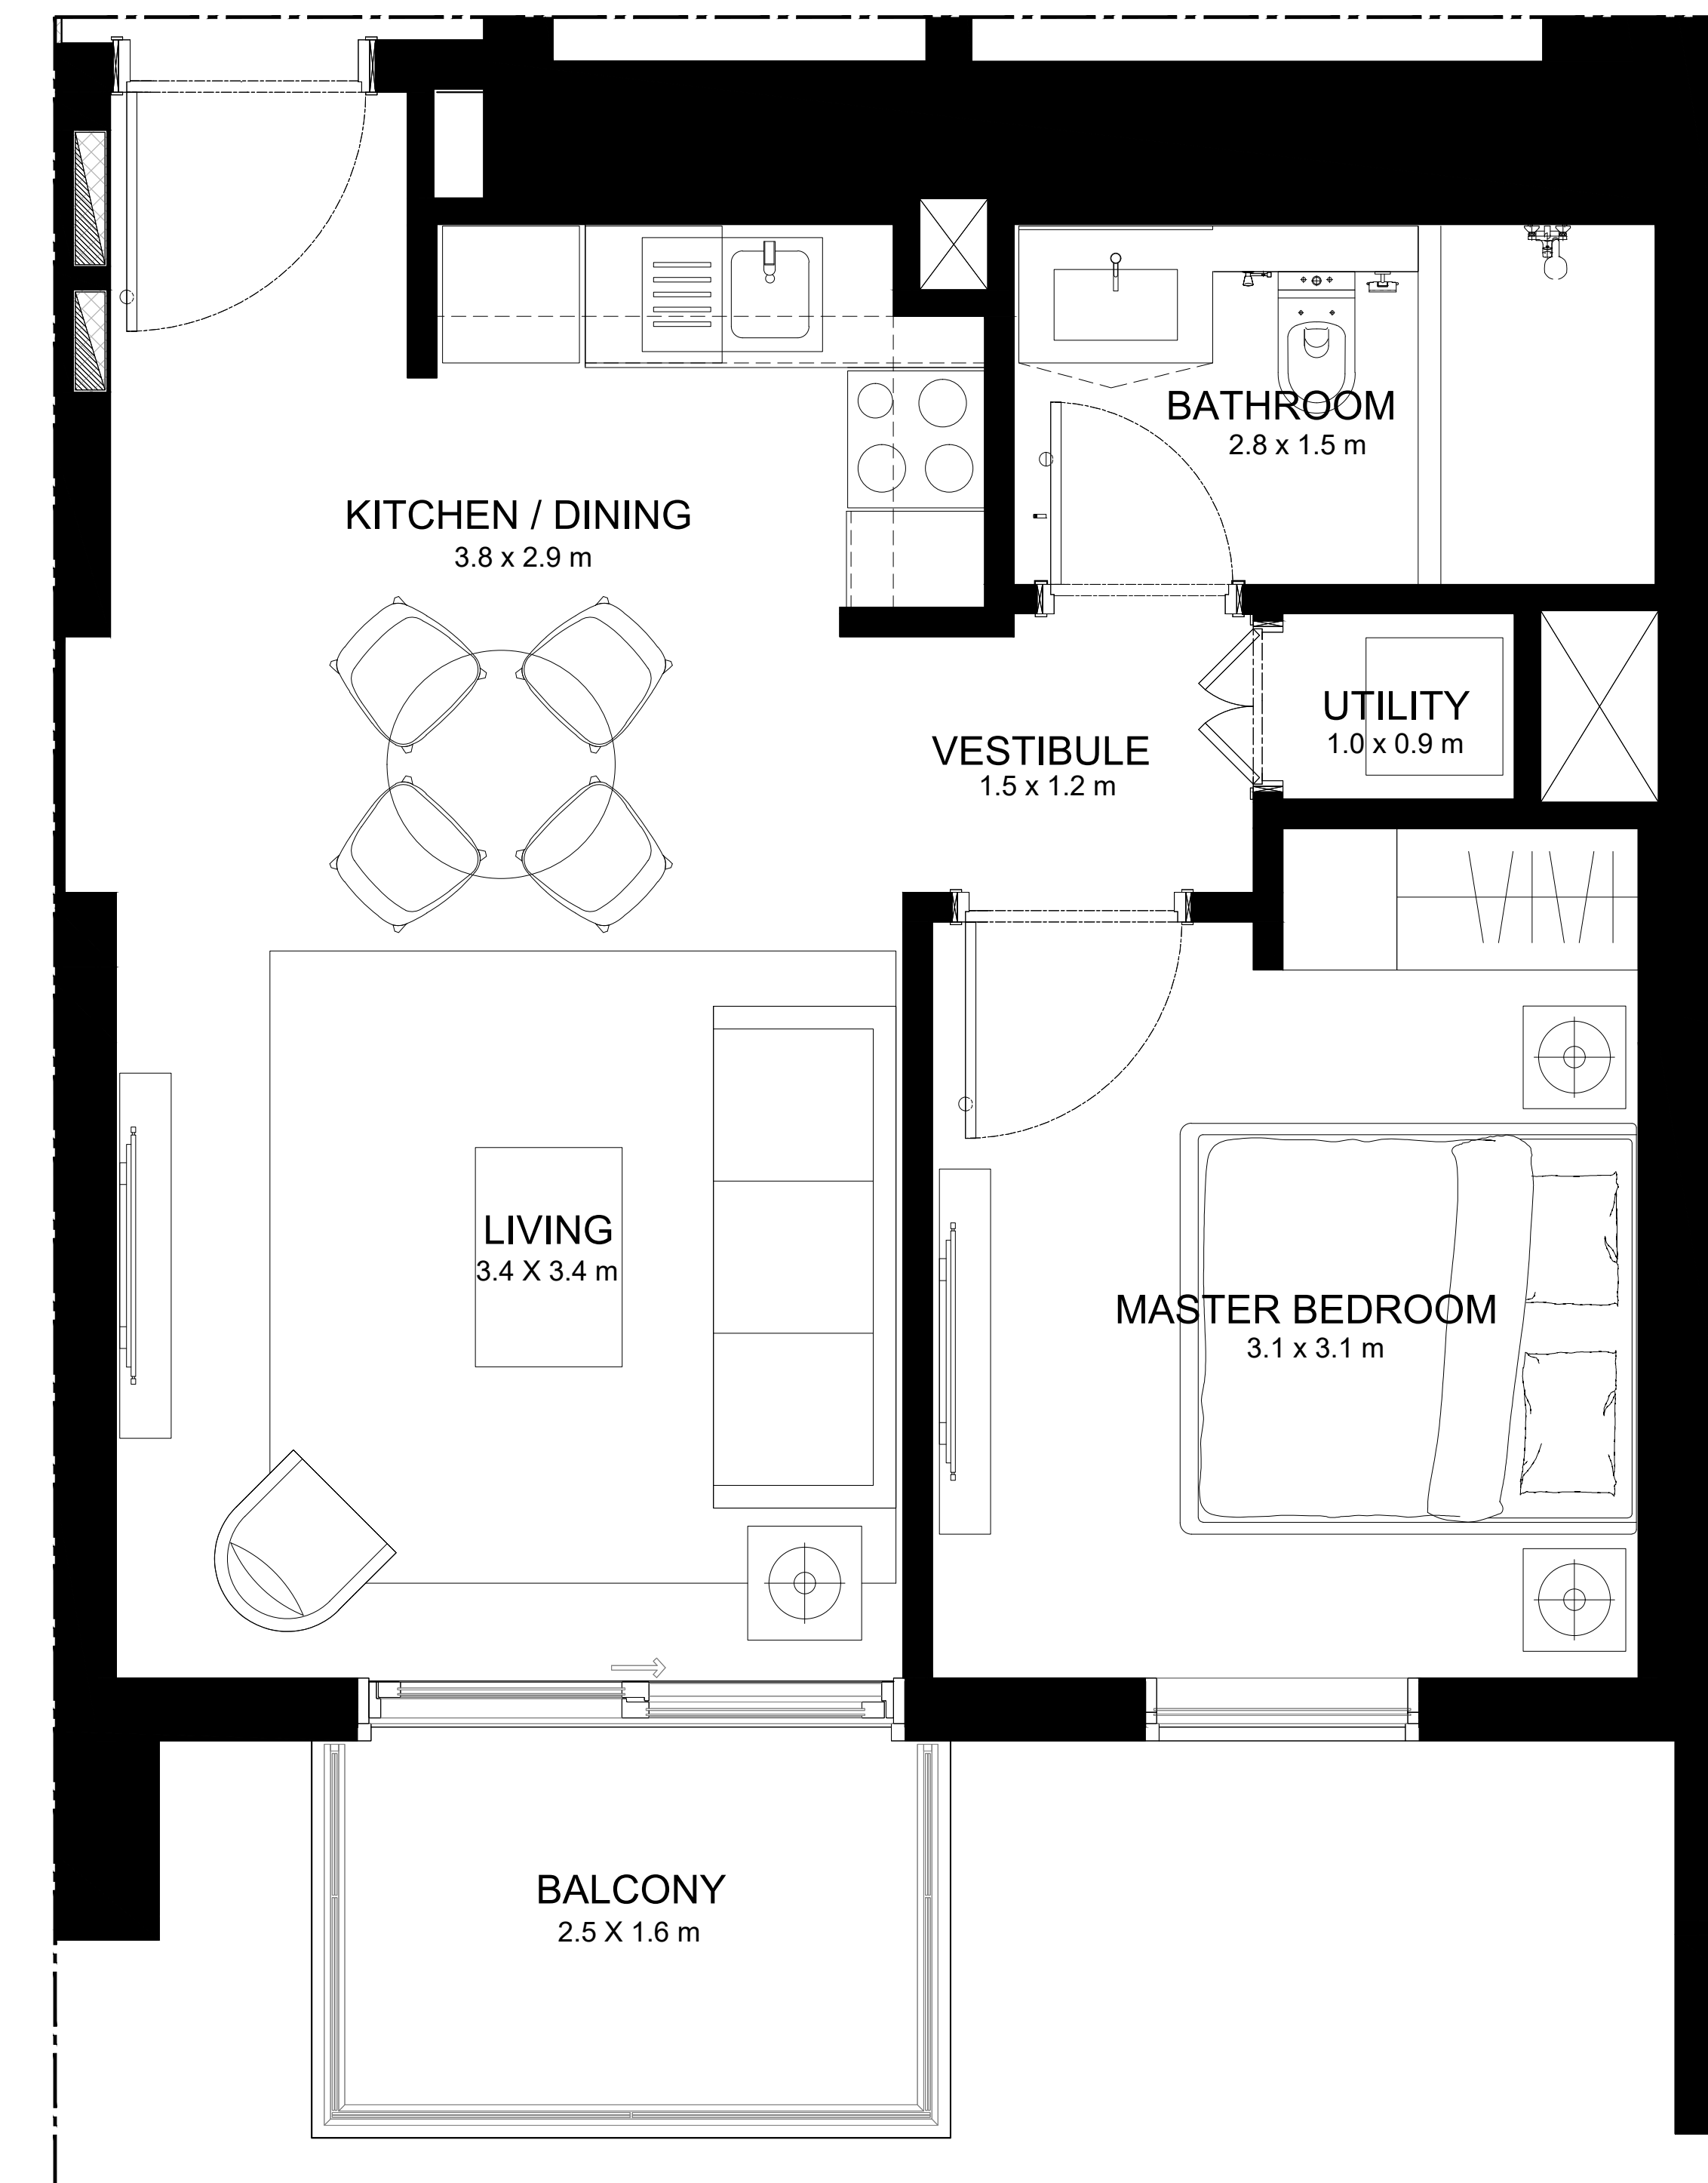 BATHROOM
2.8 x 1.5 m
KITCHEN / DINING
3.8 x 2.9 m
UTILITY
1.0 x 0.9 m
VESTIBULE
1.5 x 1.2 m
LIVING
3.4 X 3.4 m
MASTER BEDROOM
3.1 x 3.1 m
BALCONY
2.5 X 1.6 m